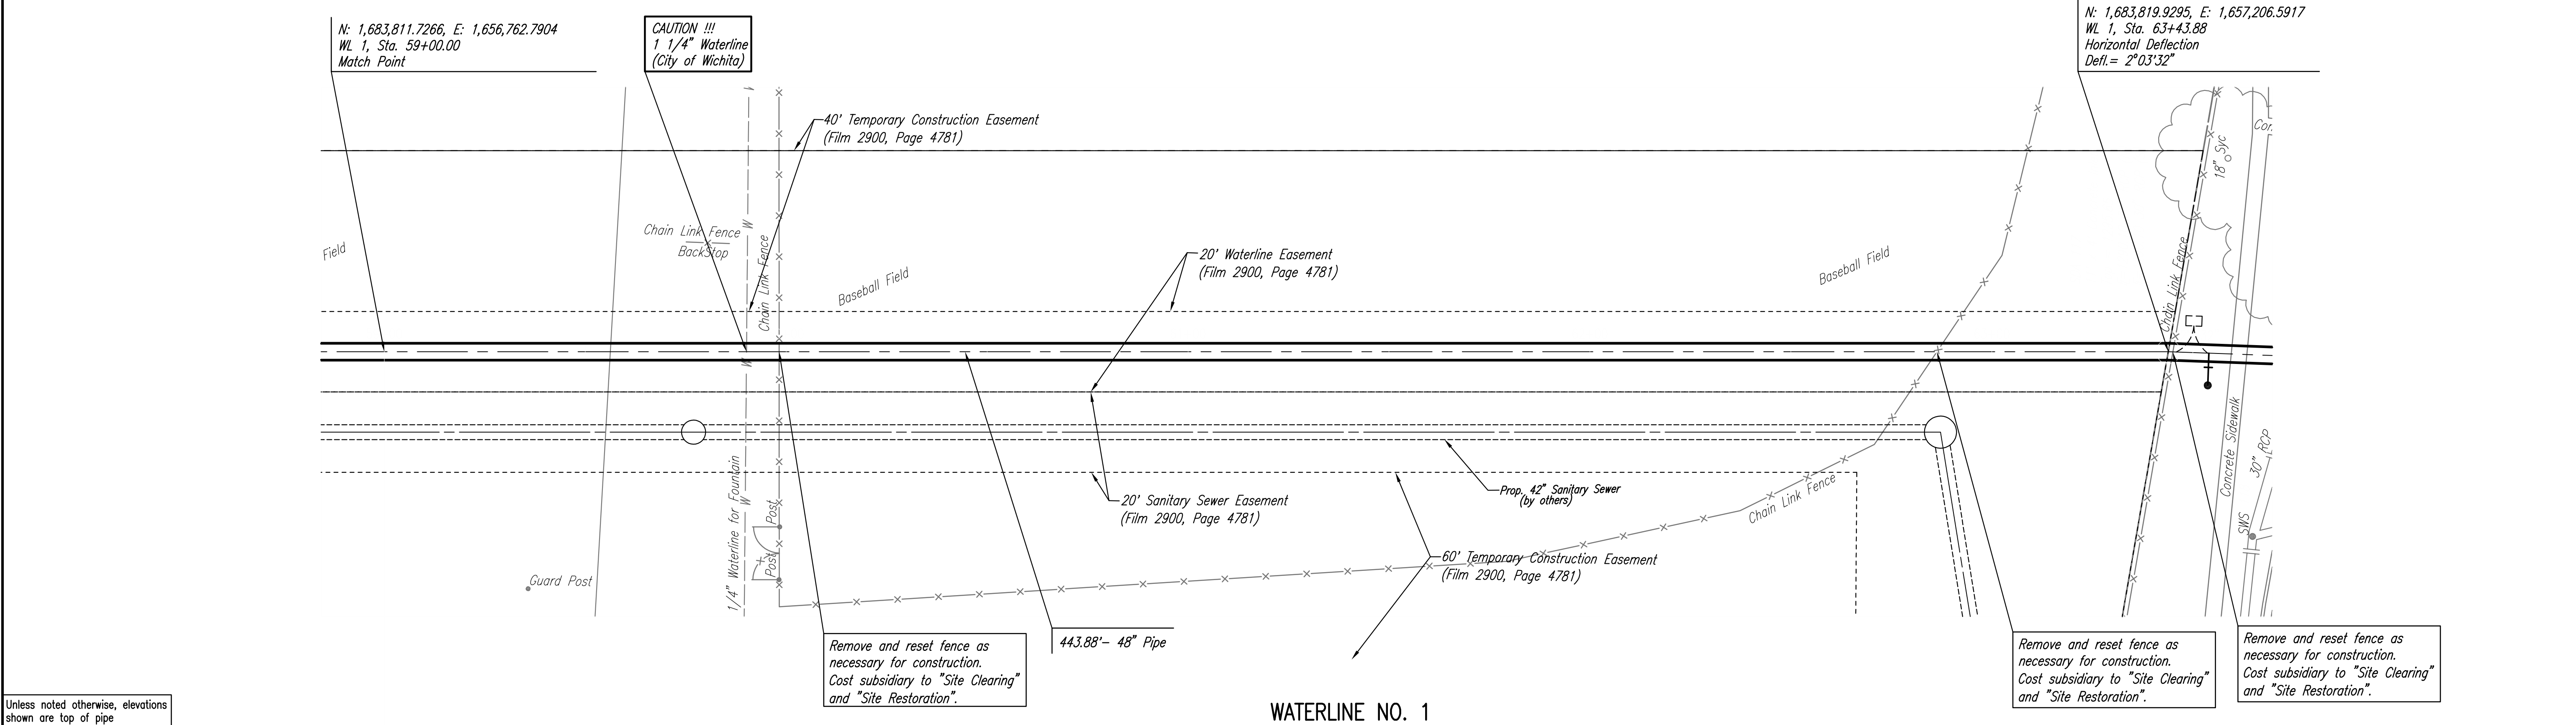 N: 1,683,811.7266, E: 1,656,762.7904
WL 1, Sta. 59+00.00
Match Point
CAUTION !!!
1 1/4" Waterline
(City of Wichita)
N: 1,683,819.9295, E: 1,657,206.5917
WL 1, Sta. 63+43.88
Horizontal Deflection
Defl.= 2°03'32"
40' Temporary Construction Easement
(Film 2900, Page 4781)
18" Syc
Field
Chain Link Fence
BackStop
W
W
W
Chain Link Fence
Baseball Field
20' Waterline Easement
(Film 2900, Page 4781)
Baseball Field
Chain Link Fence
1/4" Waterline for Fountain
Post
Post
Guard Post
20' Sanitary Sewer Easement
(Film 2900, Page 4781)
Prop. 42" Sanitary Sewer
(by others)
Chain Link Fence
60' Temporary Construction Easement
(Film 2900, Page 4781)
Concrete Sidewalk
30" RCP
SWS
Remove and reset fence as
necessary for construction.
Cost subsidiary to "Site Clearing"
and "Site Restoration".
443.88'- 48" Pipe
Remove and reset fence as
necessary for construction.
Cost subsidiary to "Site Clearing"
and "Site Restoration".
Remove and reset fence as
necessary for construction.
Cost subsidiary to "Site Clearing"
and "Site Restoration".
Unless noted otherwise, elevations
shown are top of pipe
WATERLINE NO. 1